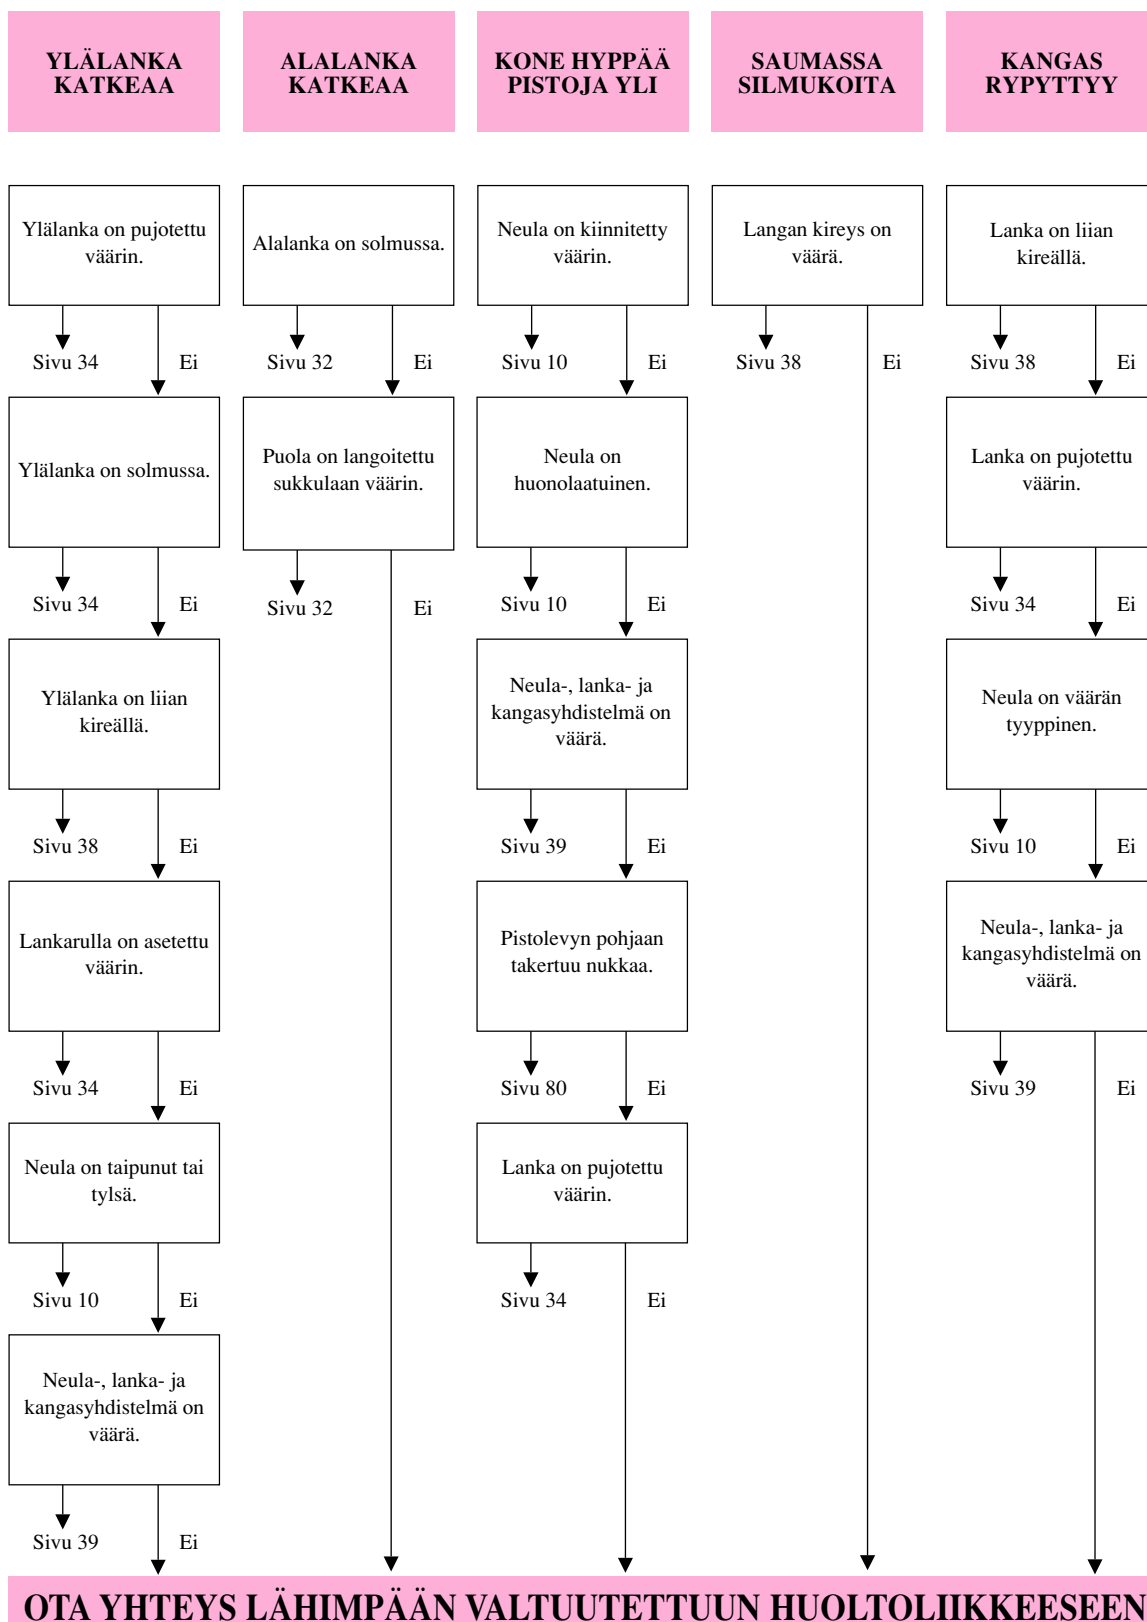 YLÄLANKA
KATKEAA
Ylälanka on pujotettu
väärin.
Sivu 34
Ei
Ylälanka on solmussa.
Sivu 34
Ei
Ylälanka on liian
kireällä.
Sivu 38
Ei
Lankarulla on asetettu
väärin.
Sivu 34
Ei
Neula on taipunut tai
tylsä.
Sivu 10
Ei
Neula-, lanka- ja
kangasyhdistelmä on
väärä.
Sivu 39
Ei
ALALANKA
KATKEAA
Alalanka on solmussa.
Sivu 32
Ei
Puola on langoitettu
sukkulaan väärin.
Sivu 32
Ei
KONE HYPPÄÄ
PISTOJA YLI
Neula on kiinnitetty
väärin.
Sivu 10
Ei
Neula on
huonolaatuinen.
Sivu 10
Ei
Neula-, lanka- ja
kangasyhdistelmä on
väärä.
Sivu 39
Ei
Pistolevyn pohjaan
takertuu nukkaa.
Sivu 80
Ei
Lanka on pujotettu
väärin.
Sivu 34
Ei
SAUMASSA
SILMUKOITA
Langan kireys on
väärä.
Sivu 38
Ei
KANGAS
RYPYTTYY
Lanka on liian
kireällä.
Sivu 38
Ei
Lanka on pujotettu
väärin.
Sivu 34
Ei
Neula on väärän
tyyppinen.
Sivu 10
Ei
Neula-, lanka- ja
kangasyhdistelmä on
väärä.
Sivu 39
Ei
OTA YHTEYS LÄHIMPÄÄN VALTUUTETTUUN HUOLTOLIIKKEESEEN